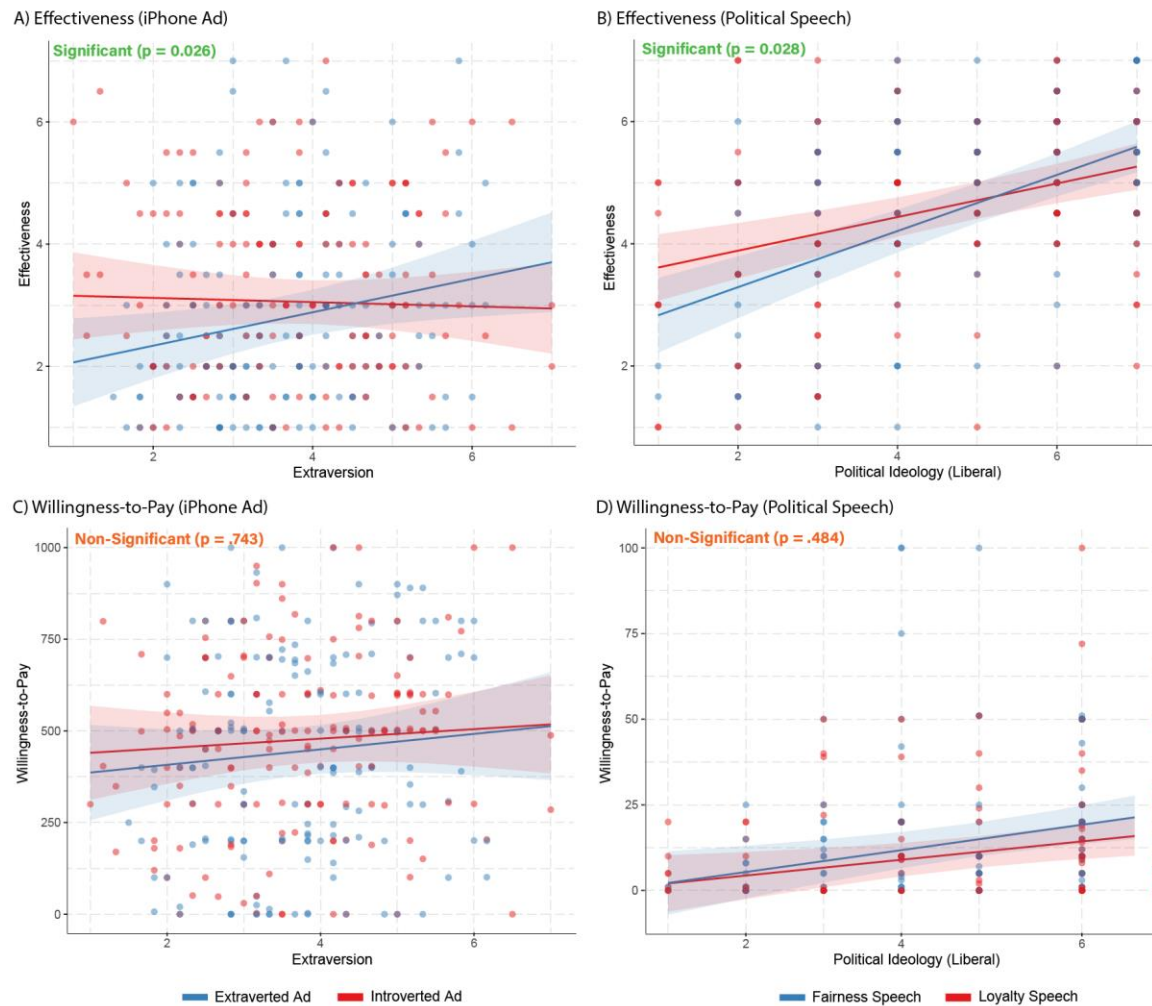 A) Effectiveness (iPhone Ad)
Significant (p = 0.026)
Effectiveness
6
4
2
2
4
6
Extraversion
B) Effectiveness (Political Speech)
Significant (p = 0.028)
Effectiveness
6
4
2
2
4
6
Political Ideology (Liberal)
C) Willingness-to-Pay (iPhone Ad)
Non-Significant (p = .743)
Willingness-to-Pay
1000
750
500
250
0
2
4
6
Extraversion
Extraverted Ad
Introverted Ad
D) Willingness-to-Pay (Political Speech)
Non-Significant (p = .484)
Willingness-to-Pay
100
75
50
25
0
2
4
6
Political Ideology (Liberal)
Fairness Speech
Loyalty Speech